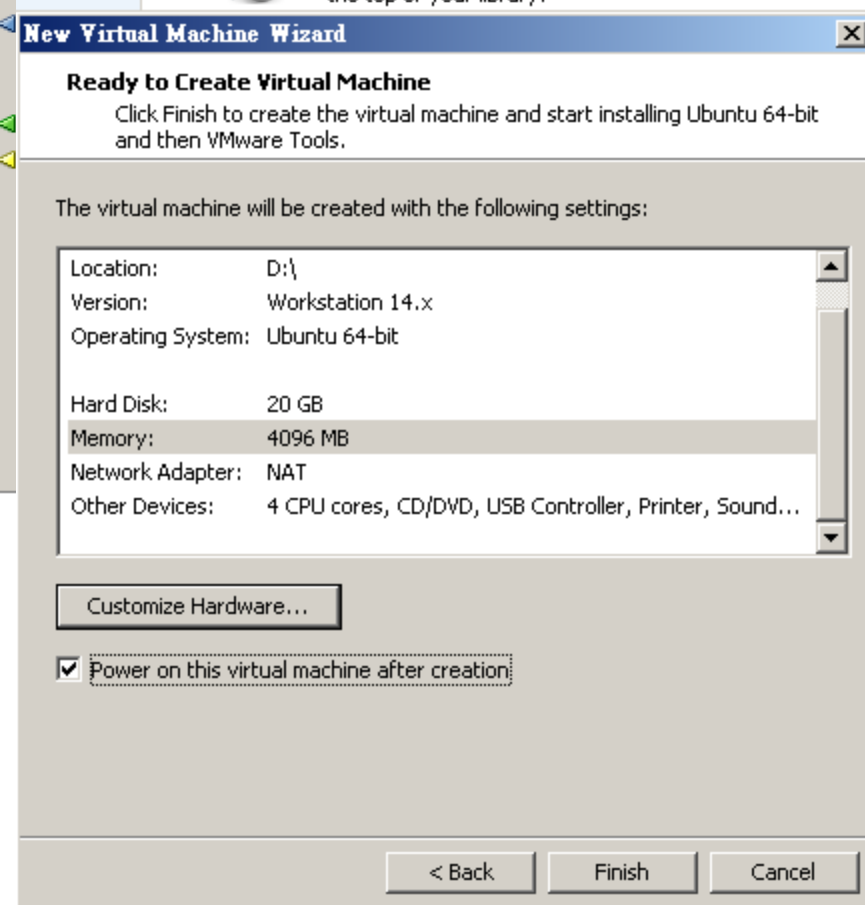 New Virtual Machine Wizard
Ready to Create Virtual Machine
Click Finish to create the virtual machine and start installing Ubuntu 64-bit
and then VMware Tools.
The virtual machine will be created with the following settings:
Location: D:\
Version: Workstation 14.x
Operating System: Ubuntu 64-bit
Hard Disk: 20 GB
Memory: 4096 MB
Network Adapter: NAT
Other Devices: 4 CPU cores, CD/DVD, USB Controller, Printer, Sound...
Customize Hardware...
Power on this virtual machine after creation
< Back Finish Cancel